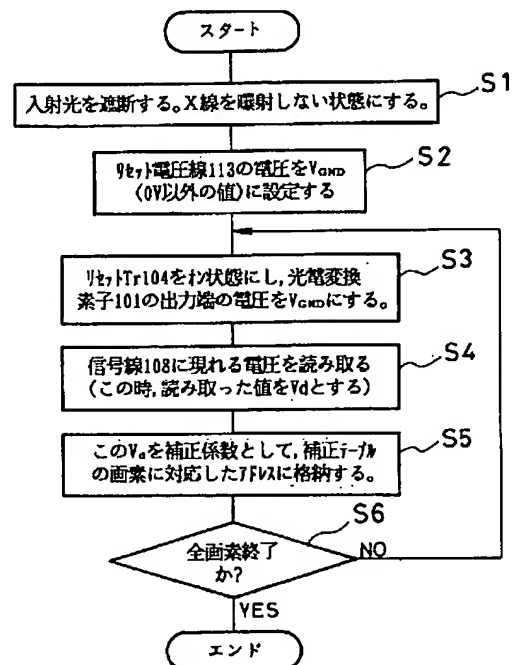 スタート
入射光を遮断する。X線を曝射しない状態にする。
S1
リセット電圧線113の電圧をVGND
(0V以外の値)に設定する
S2
リセットTr104をオン状態にし,光電変換
素子101の出力端の電圧をVGNDにする。
S3
信号線108に現れる電圧を読み取る
(この時,読み取った値をVdとする)
S4
このVdを補正係数として,補正テーブル
の画素に対応したアドレスに格納する。
S5
全画素終了
か?
S6
NO
YES
エンド